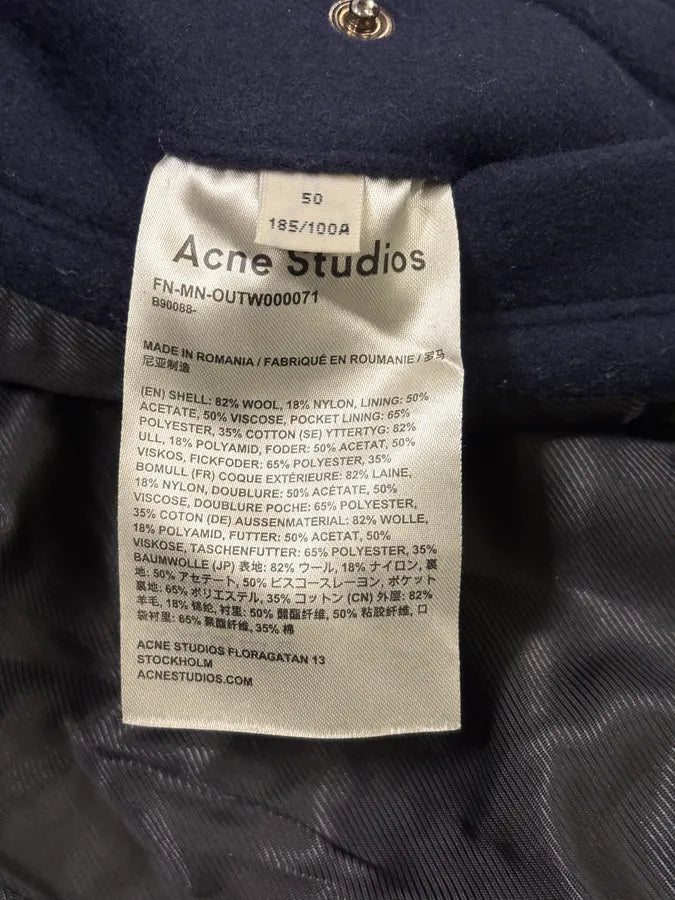 50
185/100A
Acne Studios
FN-MN-OUTW000071
B90088-
MADE IN ROMANIA / FABRiQUÉ EN ROUMANIE / 罗马
尼亚制造
(EN) SHELL: 82% WOOL, 18% NYLON, LINING: 50%
ACETATE, 50% VISCOSE, POCKET LINING: 65%
POLYESTER, 35% COTTON (SE) YTTERTYG: 82%
ULL, 18% POLYAMID, FODER: 50% ACETAT, 50%
VISKOS, FICKFODER: 65% POLYESTER, 35%
BOMULL (FR) COQUE EXTÉRIEURE: 82% LAINE,
18% NYLON, DOUBLURE: 50% ACÉTATE, 50%
VISCOSE, DOUBLURE POCHE: 65% POLYESTER,
35% COTON (DE) AUSSENMATERIAL: 82% WOLLE,
18% POLYAMID, FUTTER: 50% ACETAT, 50%
VISKOSE, TASCHENFUTTER: 65% POLYESTER, 35%
BAUMWOLLE (JP) 表地: 82% ウール, 18% ナイロン, 裏
地: 50% アセテート, 50% ビスコースレーヨン, ポケット
裏地: 65% ポリエステル, 35% コットン (CN) 外层: 82%
羊毛, 18% 锦纶, 衬里: 50% 醋酯纤维, 50% 粘胶纤维, 口
袋衬里: 65% 聚酯纤维, 35% 棉
ACNE STUDIOS FLORAGATAN 13
STOCKHOLM
ACNESTUDIOS.COM